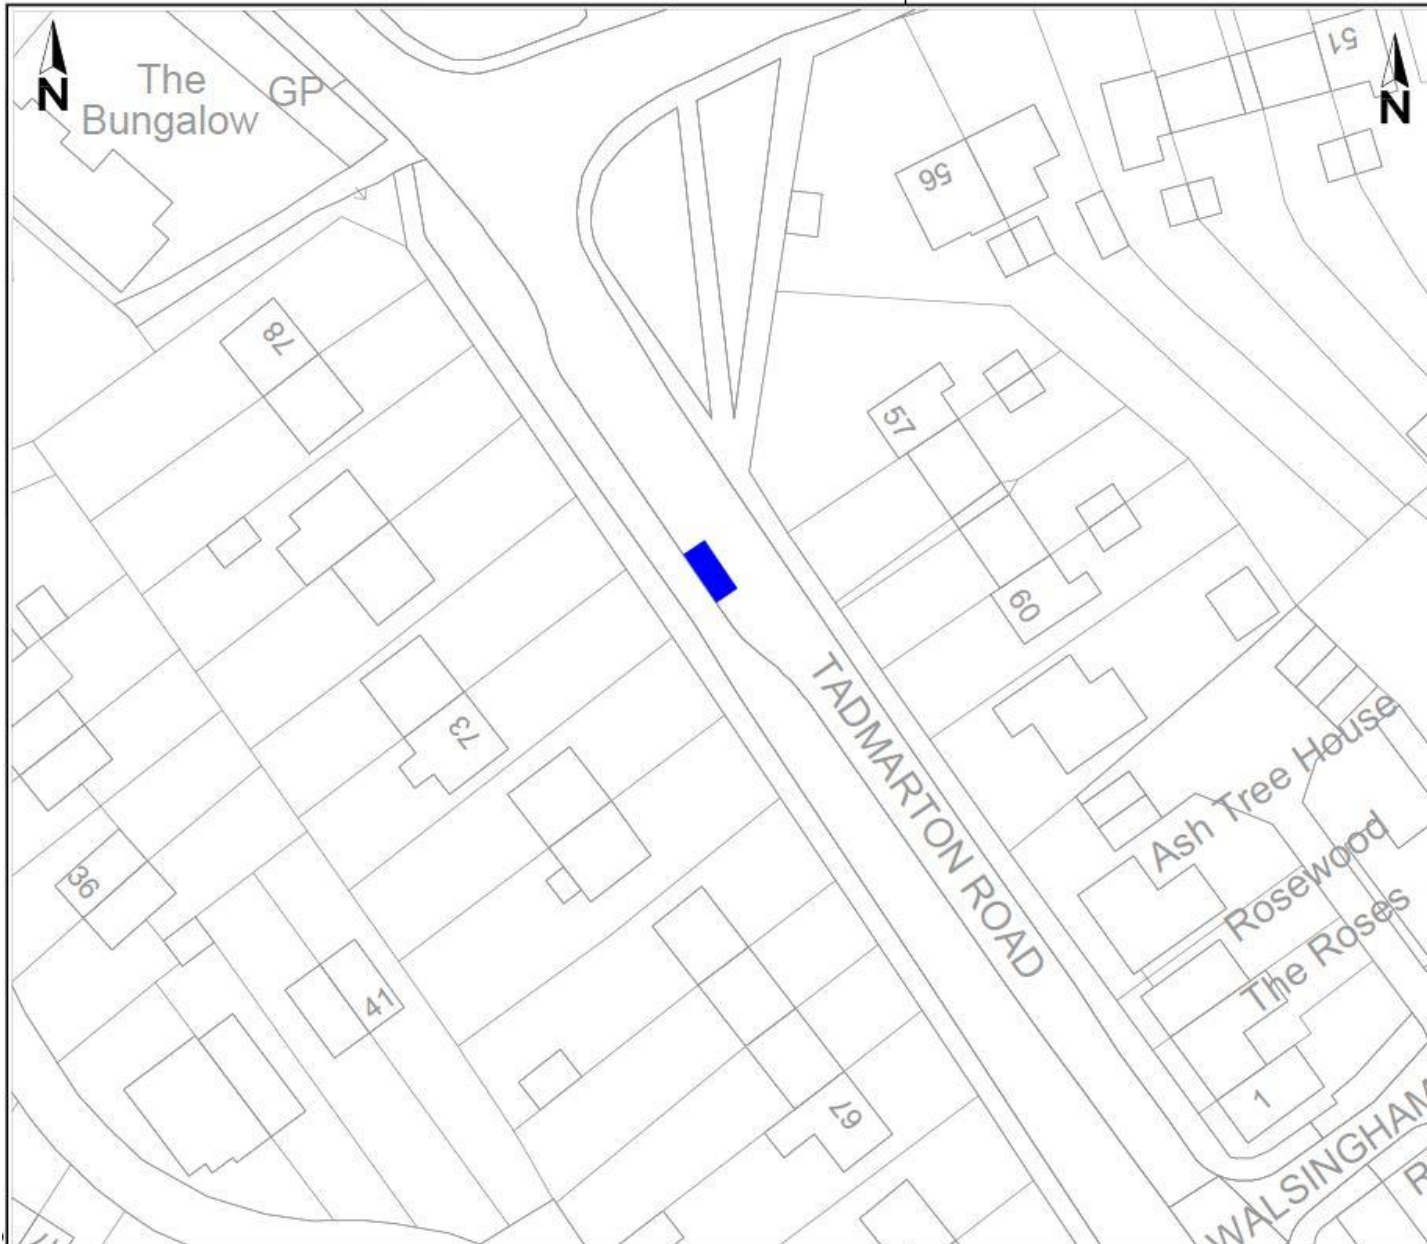 N
The
Bungalow
GP
51
N
56
78
57
60
73
TADMARTON ROAD
Ash Tree House
Rosewood
The Roses
36
41
67
1
WALSINGHAM